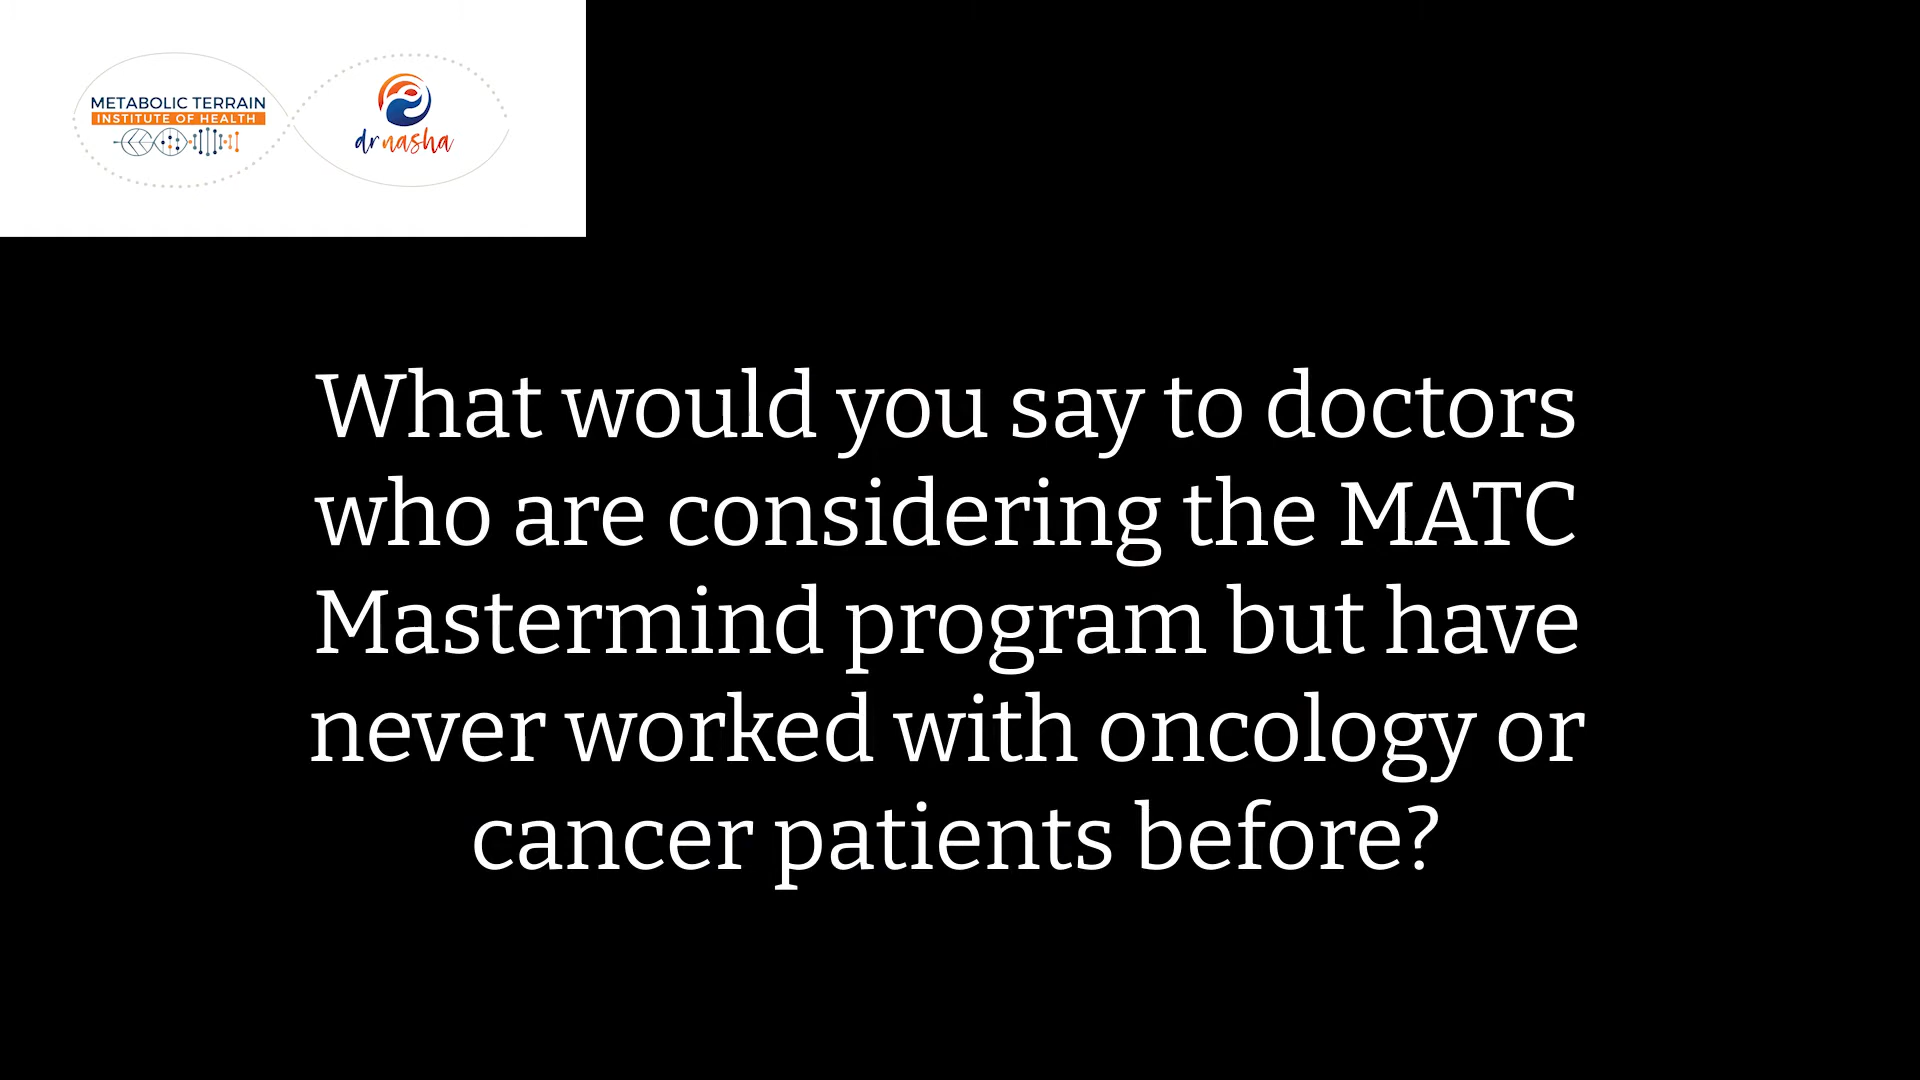 METABOLIC TERRAIN
INSTITUTE OF HEALTH
drnasha
What would you say to doctors
who are considering the MATC
Mastermind program but have
never worked with oncology or
cancer patients before?